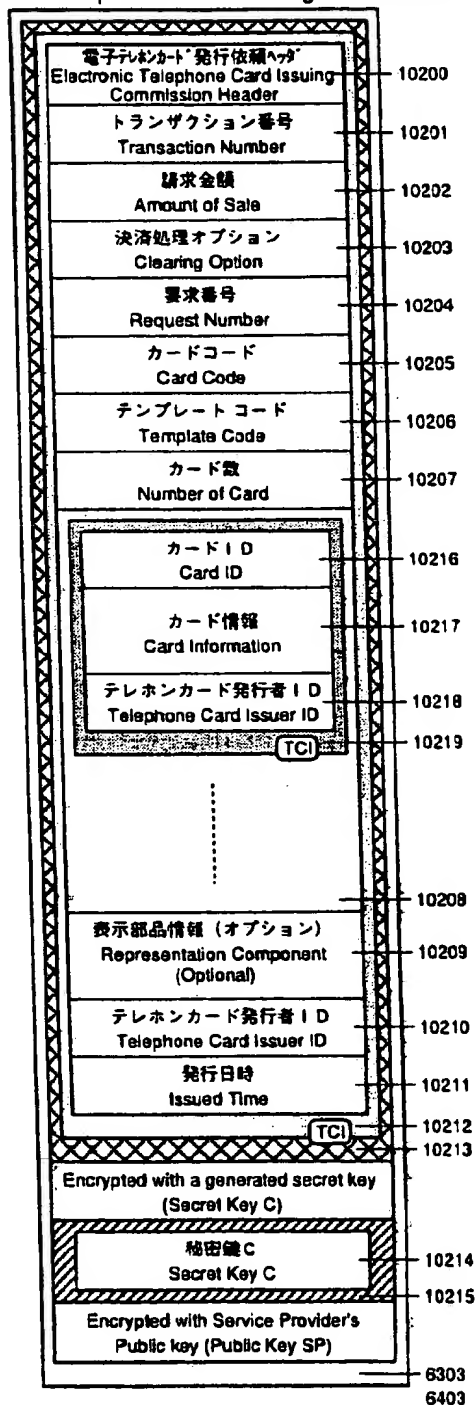 電子テレホンカード発行依頼ヘッダ
Electronic Telephone Card Issuing
Commission Header
10200
トランザクション番号
Transaction Number
10201
請求金額
Amount of Sale
10202
決済処理オプション
Clearing Option
10203
要求番号
Request Number
10204
カードコード
Card Code
10205
テンプレート コード
Template Code
10206
カード数
Number of Card
10207
カードID
Card ID
10216
カード情報
Card Information
10217
テレホンカード発行者ID
Telephone Card Issuer ID
10218
TCI
10219
10208
表示部品情報(オプション)
Representation Component
(Optional)
10209
テレホンカード発行者ID
Telephone Card Issuer ID
10210
発行日時
Issued Time
10211
TCI
10212
10213
Encrypted with a generated secret key
(Secret Key C)
秘密鍵C
Secret Key C
10214
10215
Encrypted with Service Provider's
Public key (Public Key SP)
6303
6403